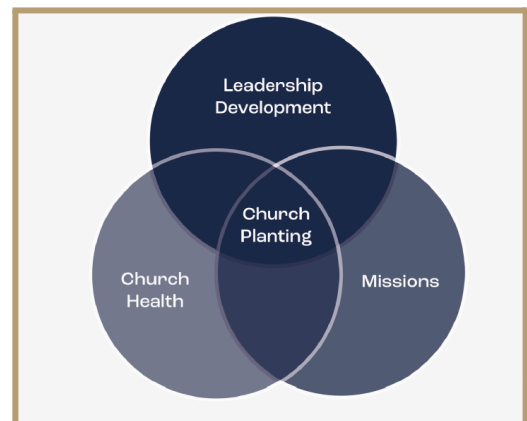 Leadership
Development
Church
Planting
Church
Health
Missions